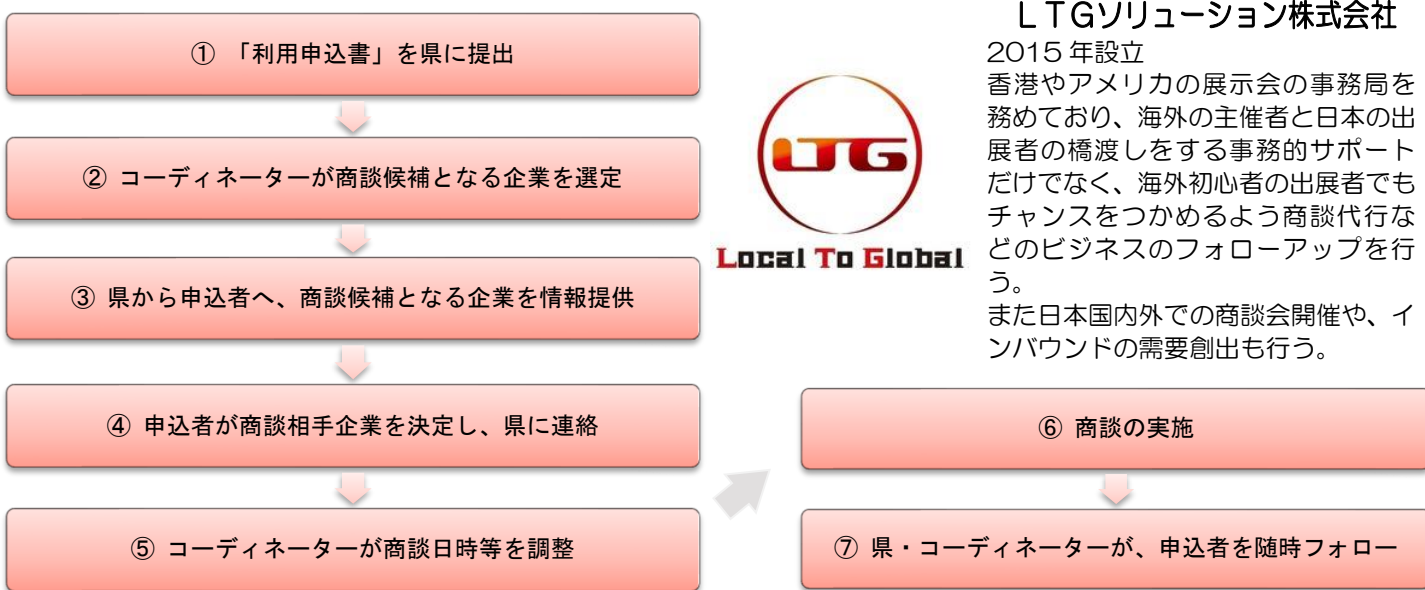 ① 「利用申込書」を県に提出
② コーディネーターが商談候補となる企業を選定
③ 県から申込者へ、商談候補となる企業を情報提供
④ 申込者が商談相手企業を決定し、県に連絡
⑤ コーディネーターが商談日時等を調整
LTG
Local To Global
ＬＴＧソリューション株式会社
2015年設立
香港やアメリカの展示会の事務局を
務めており、海外の主催者と日本の出
展者の橋渡しをする事務的サポート
だけでなく、海外初心者の出展者でも
チャンスをつかめるよう商談代行な
どのビジネスのフォローアップを行
う。
また日本国内外での商談会開催や、イ
ンバウンドの需要創出も行う。
⑥ 商談の実施
⑦ 県・コーディネーターが、申込者を随時フォロー